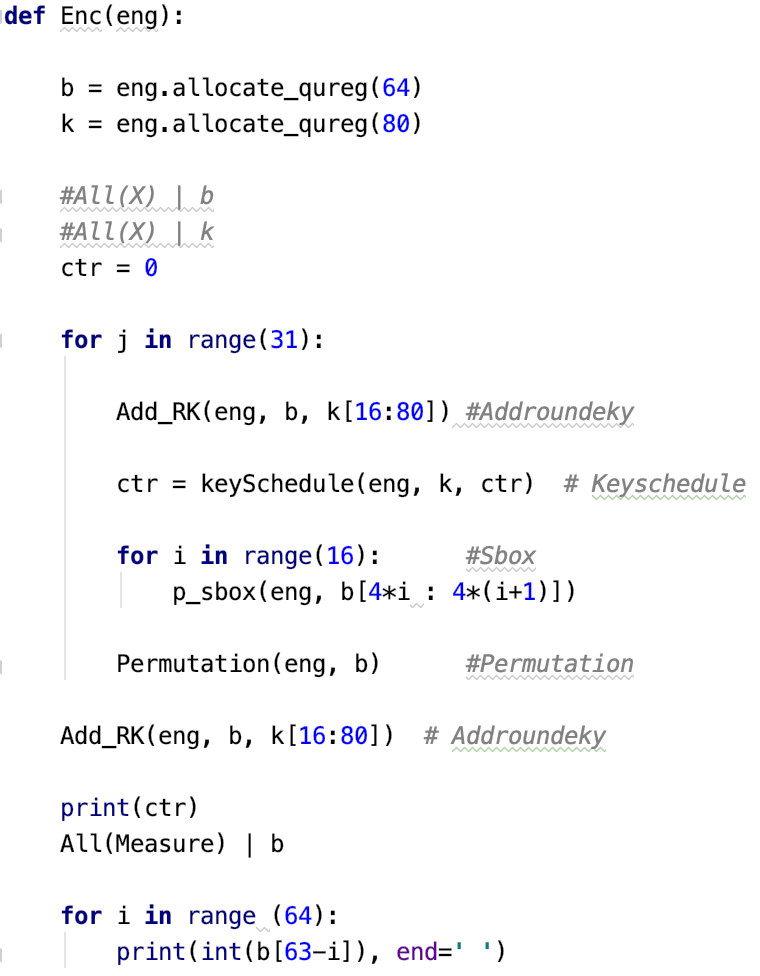 def Enc(eng):
b = eng.allocate_qureg(64)
k = eng.allocate_qureg(80)
#All(X) | b
#All(X) | k
ctr = 0
for j in range(31):
Add_RK(eng, b, k[16:80]) #Addroundeky
ctr = keySchedule(eng, k, ctr)  # Keyschedule
for i in range(16):      #Sbox
p_sbox(eng, b[4*i : 4*(i+1)])
Permutation(eng, b)      #Permutation
Add_RK(eng, b, k[16:80])  # Addroundeky
print(ctr)
All(Measure) | b
for i in range (64):
print(int(b[63-i]), end=' ')